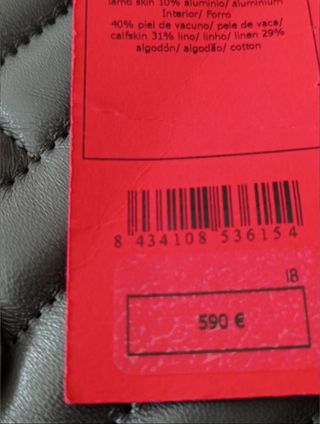 lamb skin 10% aluminio/ aluminium
Interior/ Forro
40% piel de vacuno/ pele de vaca/
calfskin 31% lino/ linho/ linen 29%
algodón/ algodão/ cotton
8 434108 536154
I8
590 €